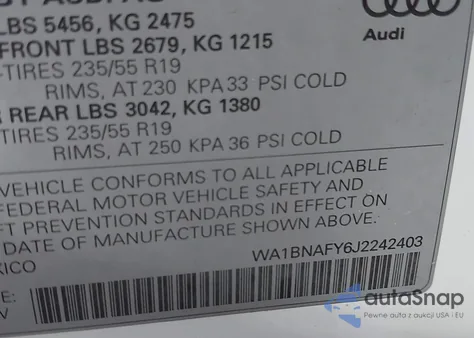 LBS 5456, KG 2475
FRONT LBS 2679, KG 1215
-TIRES 235/55 R19
RIMS, AT 230 KPA 33 PSI COLD
REAR LBS 3042, KG 1380
TIRES 235/55 R19
RIMS, AT 250 KPA 36 PSI COLD
Audi
VEHICLE CONFORMS TO ALL APPLICABLE
FEDERAL MOTOR VEHICLE SAFETY AND
FT PREVENTION STANDARDS IN EFFECT ON
DATE OF MANUFACTURE SHOWN ABOVE.
XICO
WA1BNAFY6J2242403
E:
V
autaSnap
Pewne auta z aukcji USA i EU